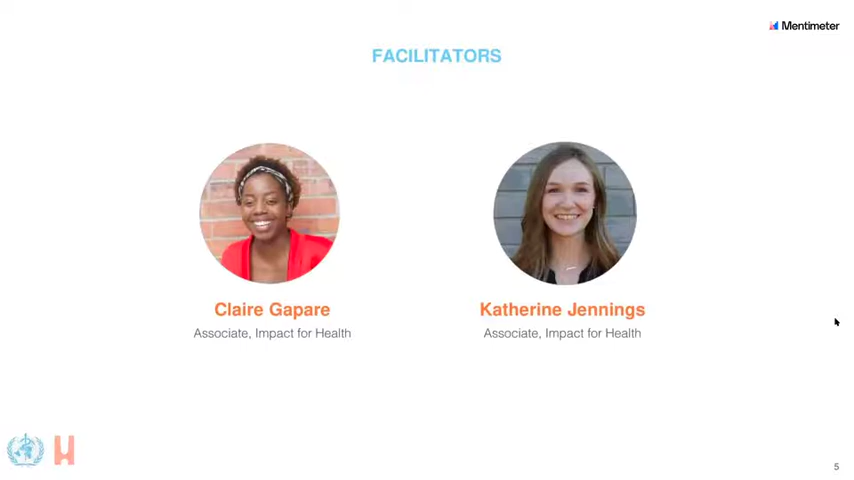 Mentimeter
FACILITATORS
Claire Gapare
Associate, Impact for Health
Katherine Jennings
Associate, Impact for Health
5